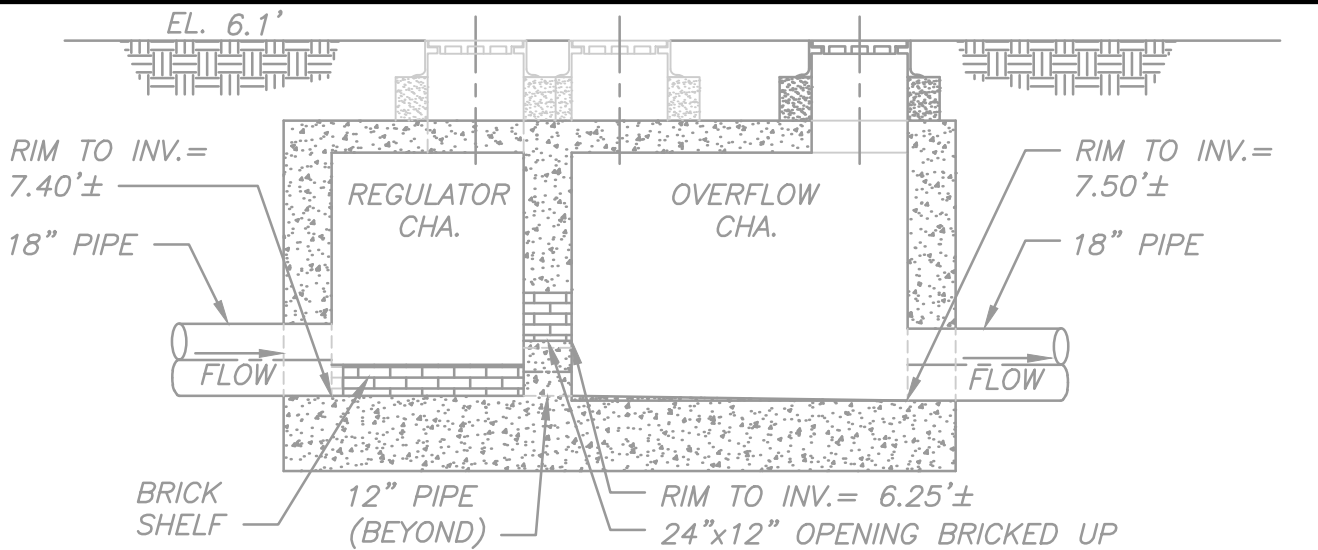 EL. 6.1'
RIM TO INV.=
7.40'±
18" PIPE
REGULATOR
CHA.
OVERFLOW
CHA.
RIM TO INV.=
7.50'±
18" PIPE
FLOW
FLOW
BRICK
SHELF
12" PIPE
(BEYOND)
RIM TO INV.= 6.25'±
24"x12" OPENING BRICKED UP